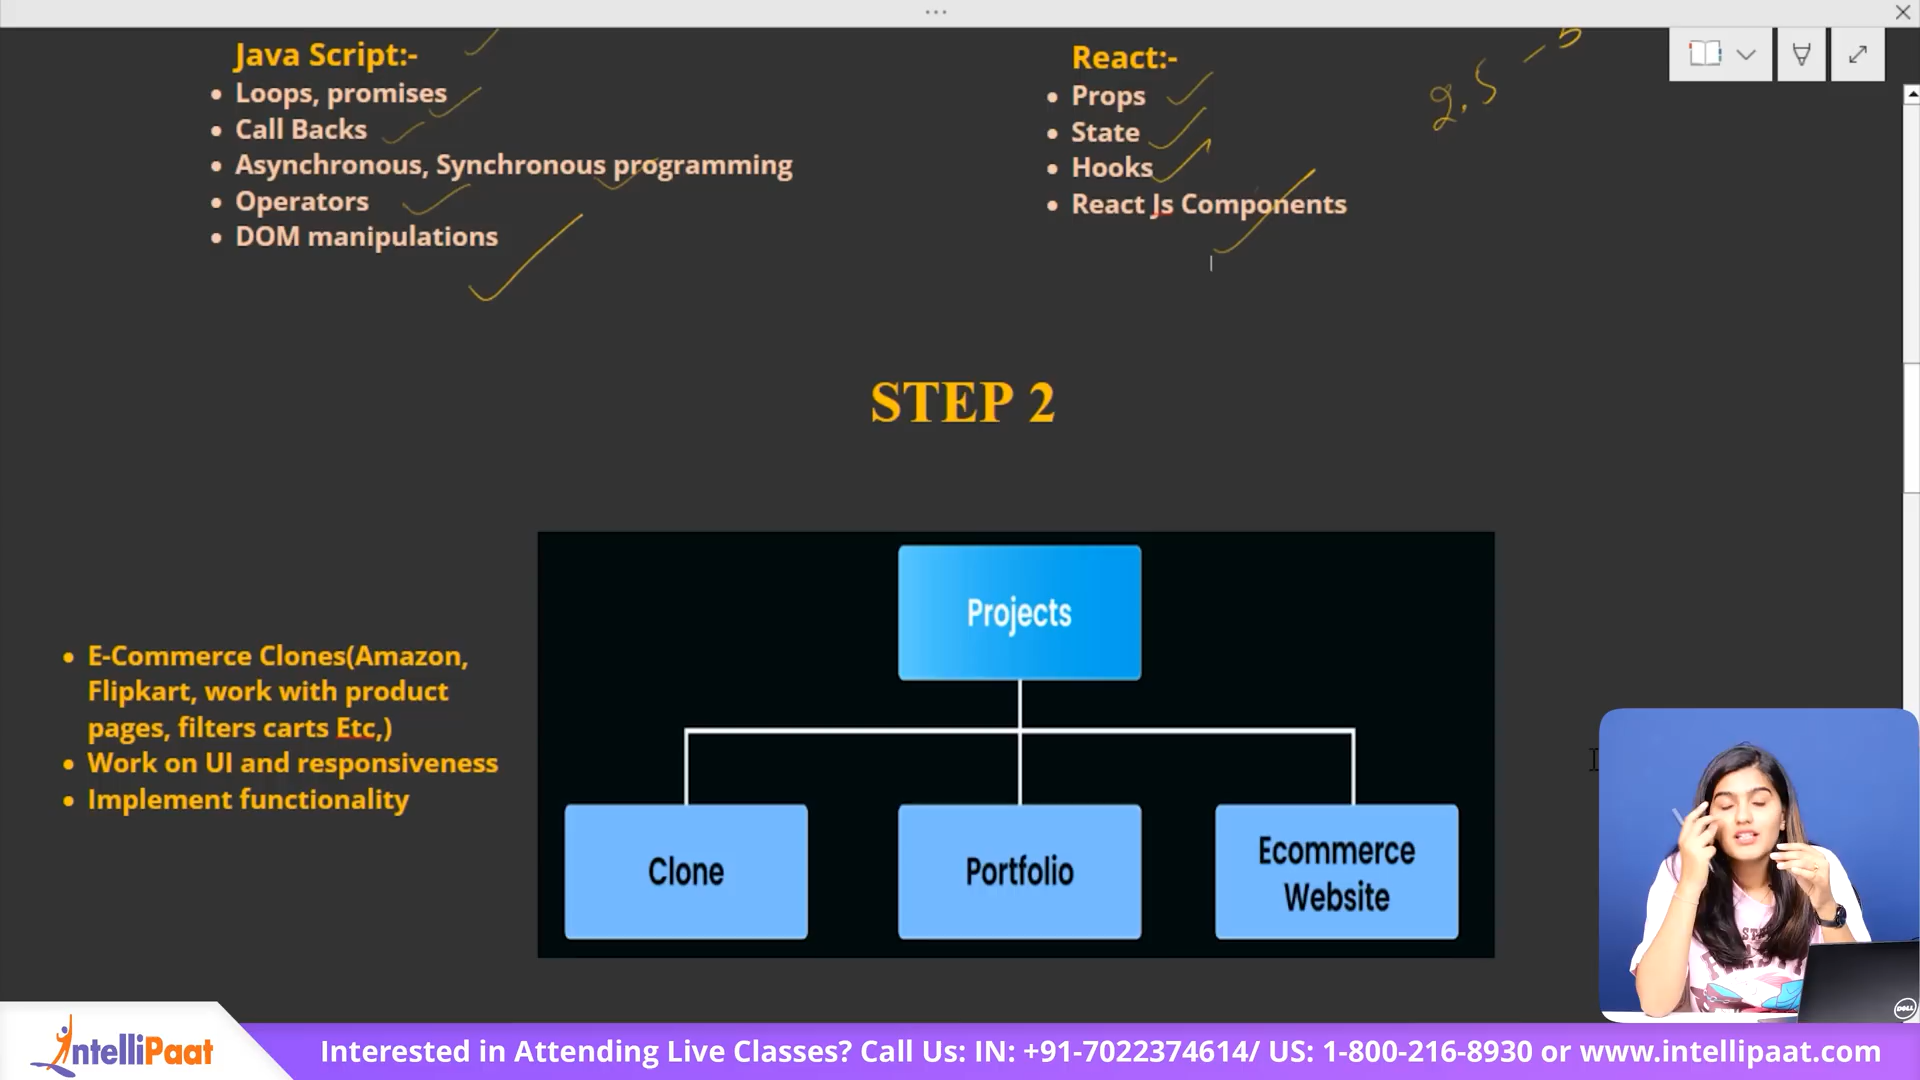 Java Script:-
• Loops, promises
• Call Backs
• Asynchronous, Synchronous programming
• Operators
• DOM manipulations
React:-
• Props
• State
• Hooks
• React Js Components
2.5 - 5
STEP 2
• E-Commerce Clones(Amazon,
Flipkart, work with product
pages, filters carts Etc,)
• Work on UI and responsiveness
• Implement functionality
Projects
Clone
Portfolio
Ecommerce
Website
DELL
IntelliPaat
Interested in Attending Live Classes? Call Us: IN: +91-7022374614/ US: 1-800-216-8930 or www.intellipaat.com